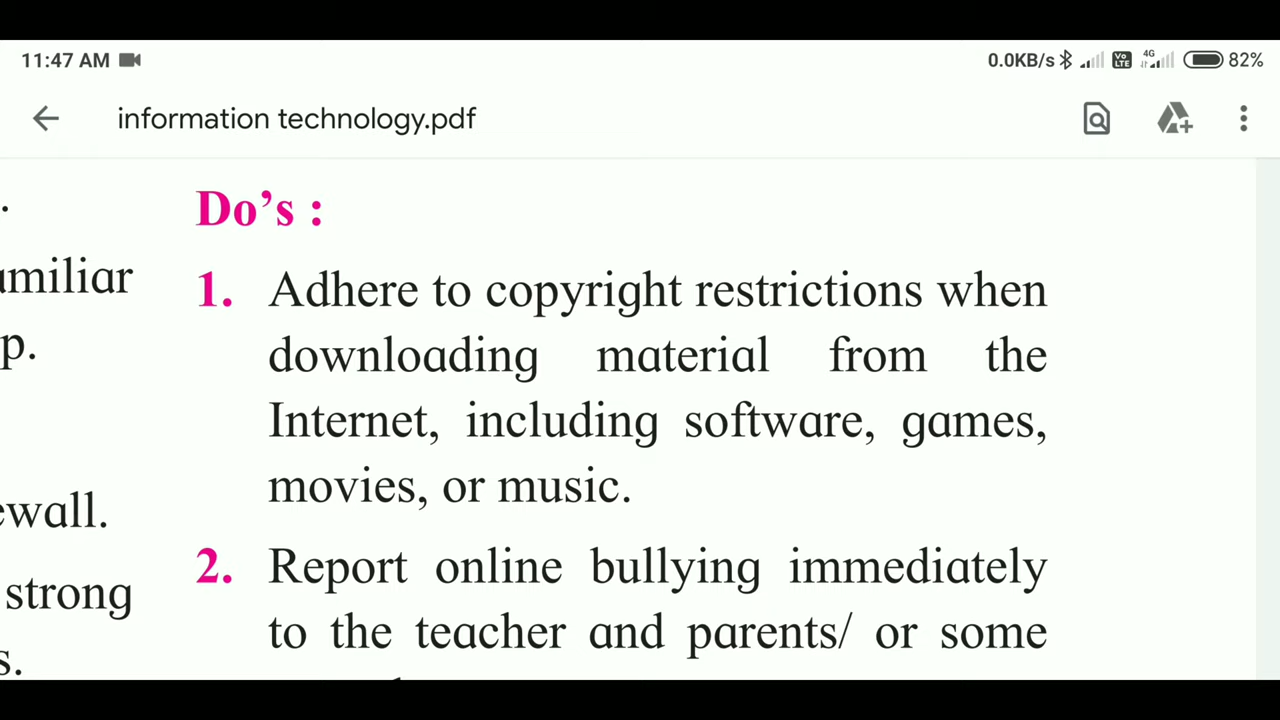 11:47 AM
0.0KB/s 4G 82%
information technology.pdf
Do's :
1. Adhere to copyright restrictions when
downloading material from the
Internet, including software, games,
movies, or music.
2. Report online bullying immediately
to the teacher and parents/ or some
.
amiliar
p.
ewall.
strong
s.